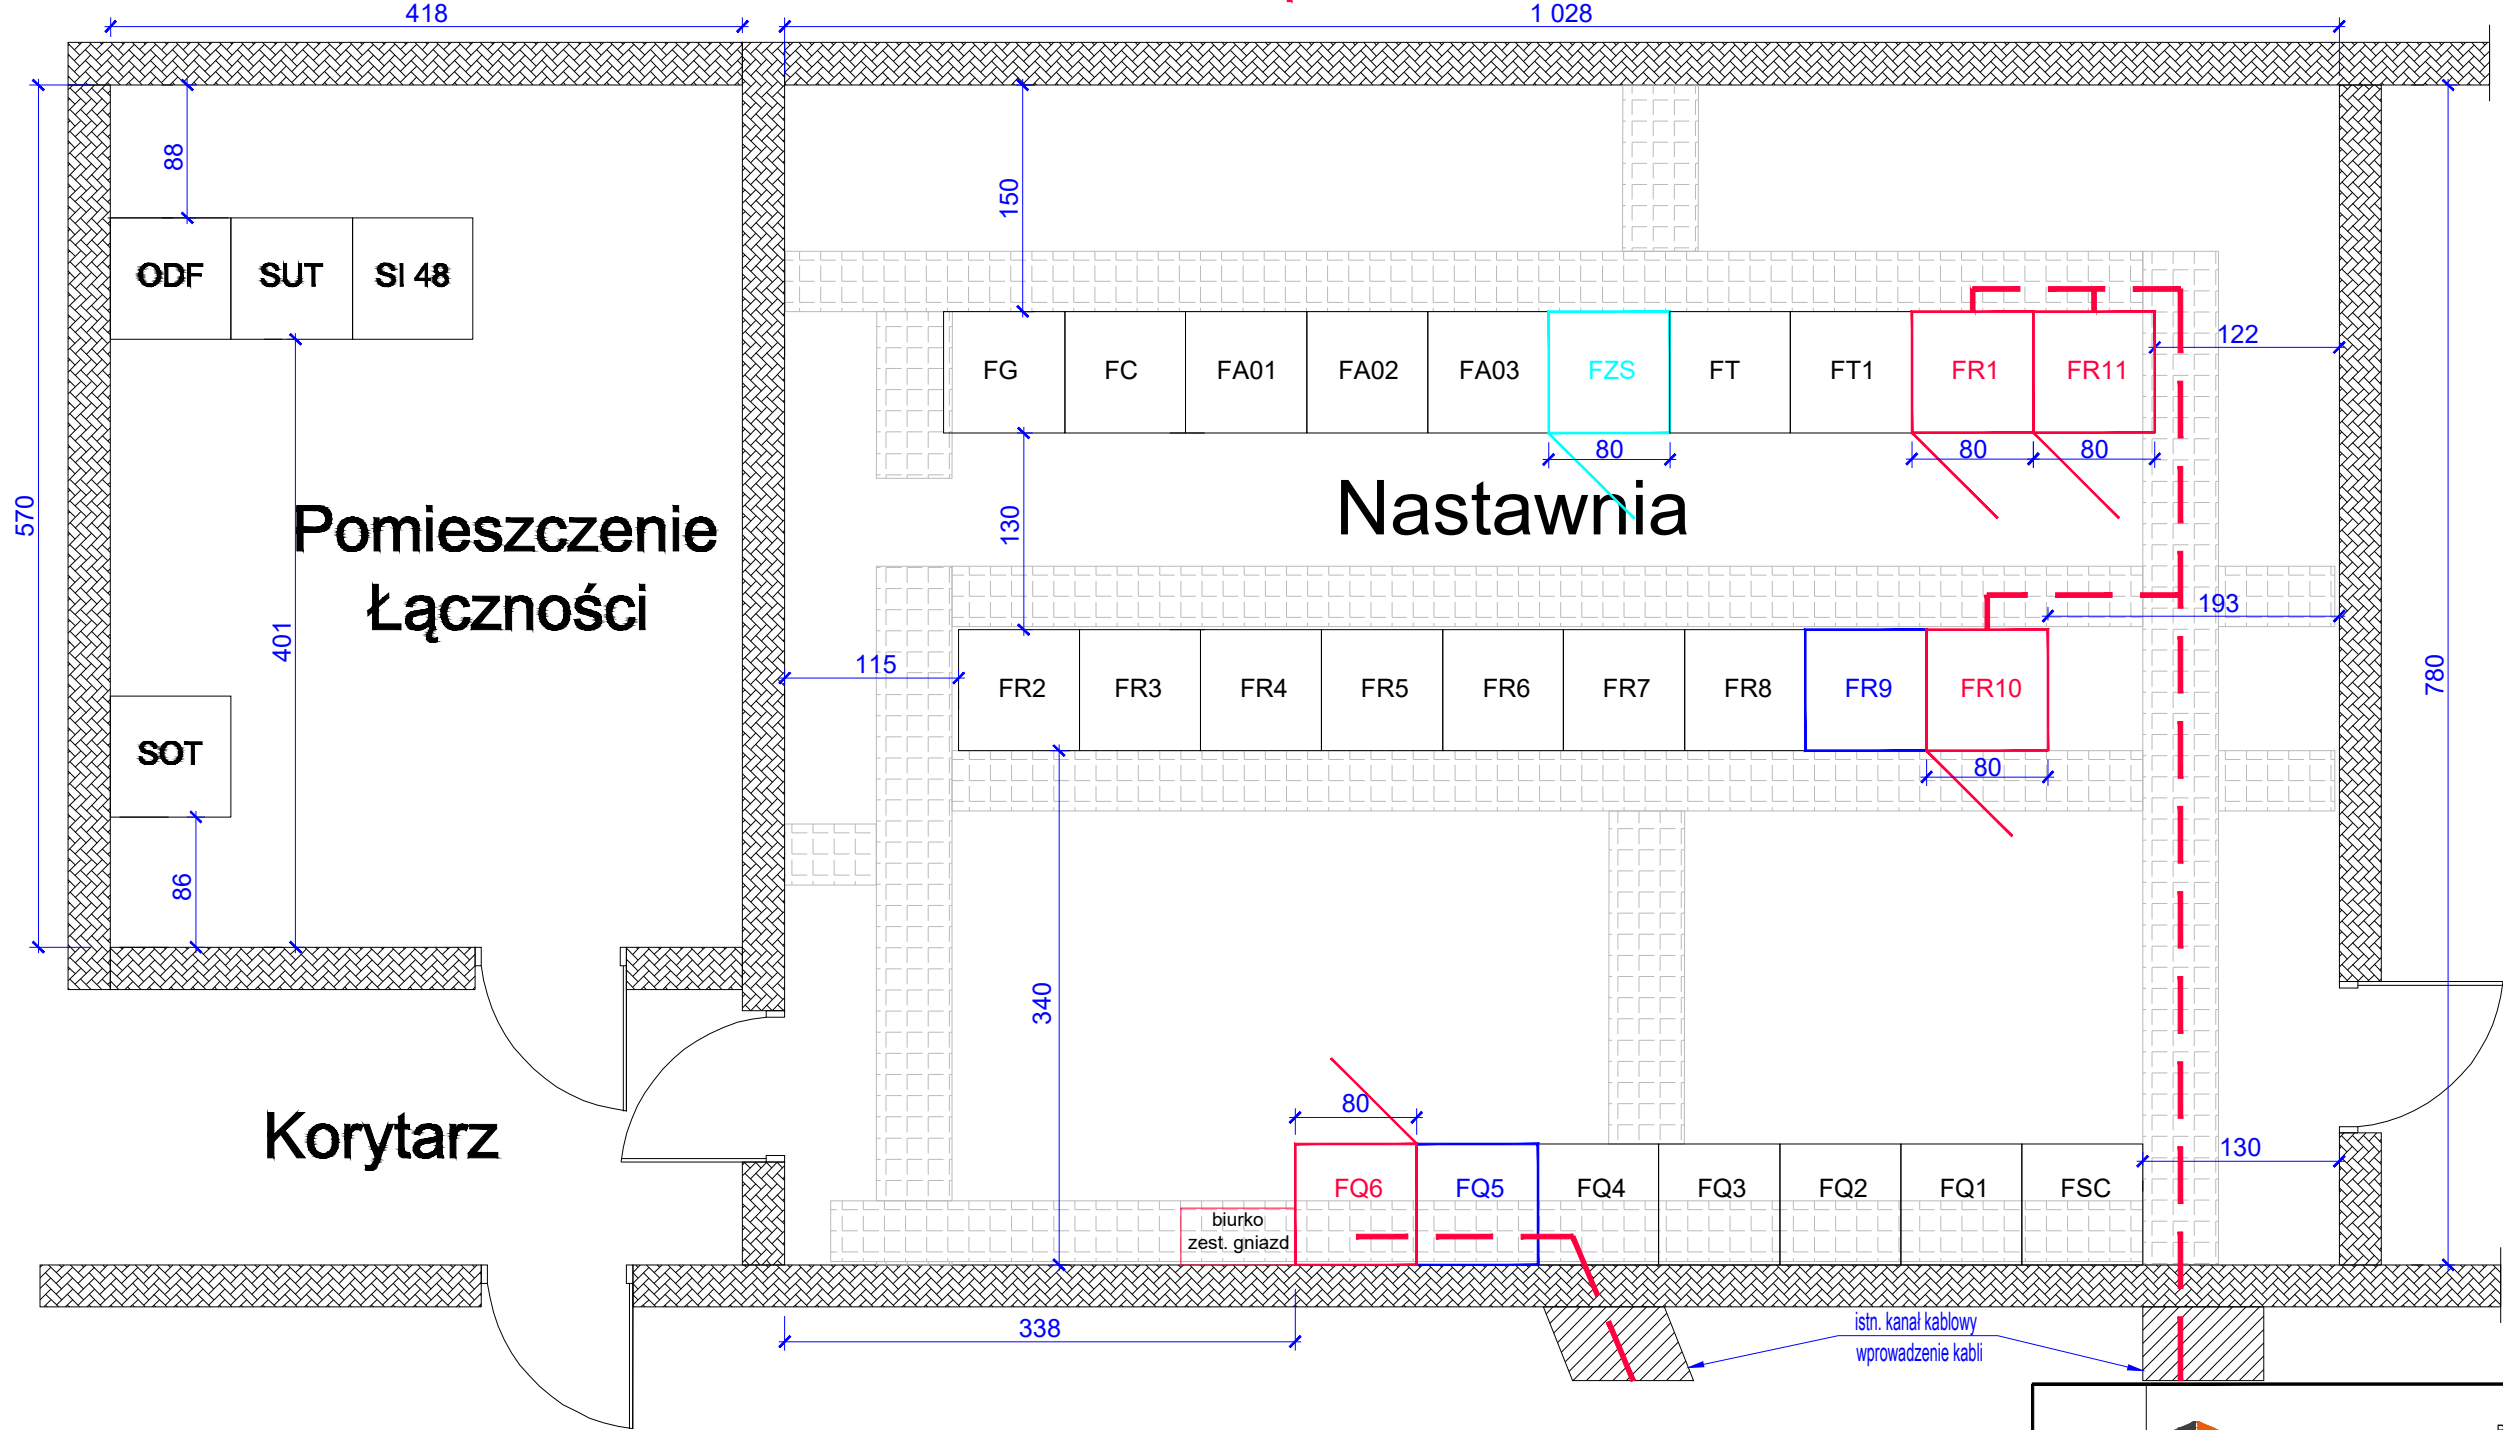 418
1 028
88
150
ODF
SUT
SI 48
122
FG
FC
FA01
FA02
FA03
FZS
FT
FT1
FR1
FR11
80
80
80
Nastawnia
570
Pomieszczenie
Łączności
130
401
193
115
FR2
FR3
FR4
FR5
FR6
FR7
FR8
FR9
FR10
780
SOT
80
86
340
Korytarz
80
130
FQ6
FQ5
FQ4
FQ3
FQ2
FQ1
FSC
biurko
zest. gniazd
338
istn. kanał kablowy
wprowadzenie kabli